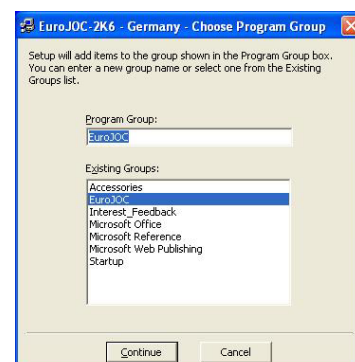 EuroJOC-2K6 - Germany - Choose Program Group
Setup will add items to the group shown in the Program Group box.
You can enter a new group name or select one from the Existing
Groups list.
Program Group:
EuroJOC
Existing Groups:
Accessories
EuroJOC
Interest_Feedback
Microsoft Office
Microsoft Reference
Microsoft Web Publishing
Startup
Continue
Cancel